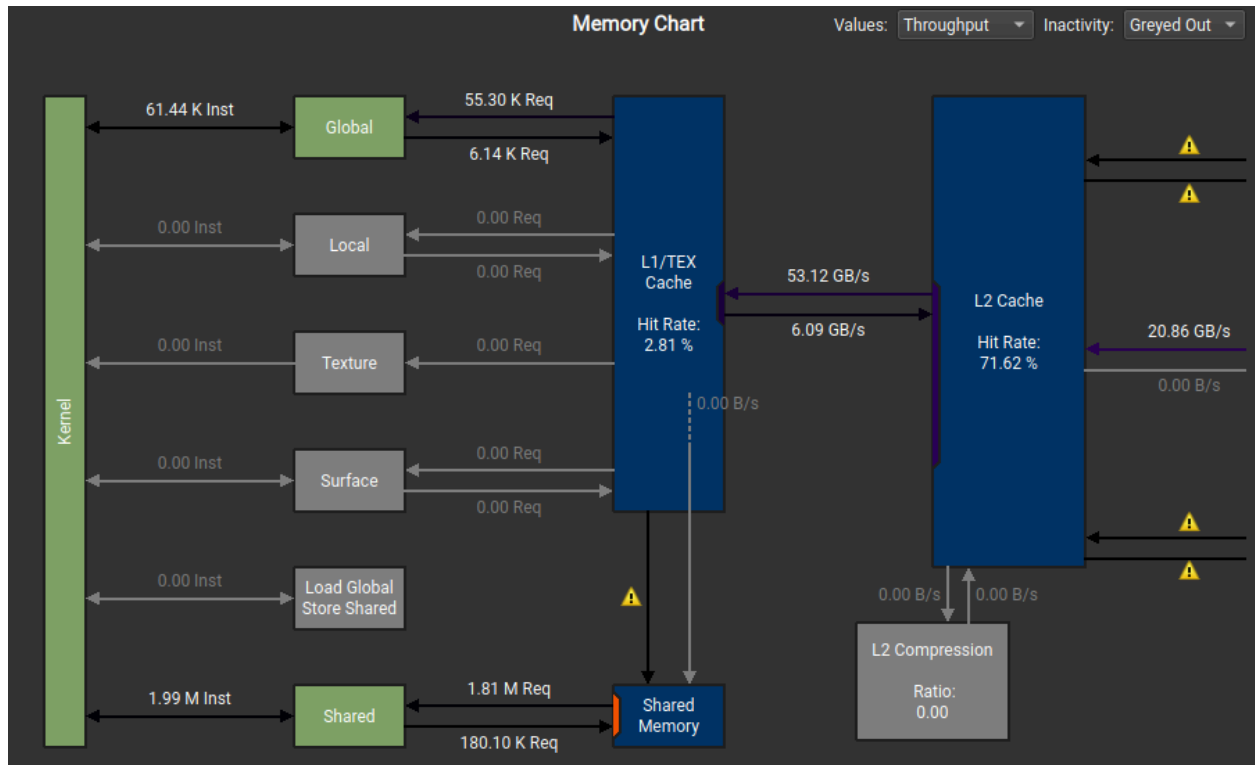 Memory Chart
Values: Throughput
Inactivity: Greyed Out
Kernel
61.44 K Inst
Global
55.30 K Req
6.14 K Req
0.00 Inst
Local
0.00 Req
0.00 Req
0.00 Inst
Texture
0.00 Req
0.00 Inst
Surface
0.00 Req
0.00 Req
0.00 Inst
Load Global
Store Shared
1.99 M Inst
Shared
1.81 M Req
180.10 K Req
L1/TEX
Cache
Hit Rate:
2.81 %
0.00 B/s
Shared
Memory
53.12 GB/s
6.09 GB/s
L2 Cache
Hit Rate:
71.62 %
20.86 GB/s
0.00 B/s
0.00 B/s
0.00 B/s
L2 Compression
Ratio:
0.00